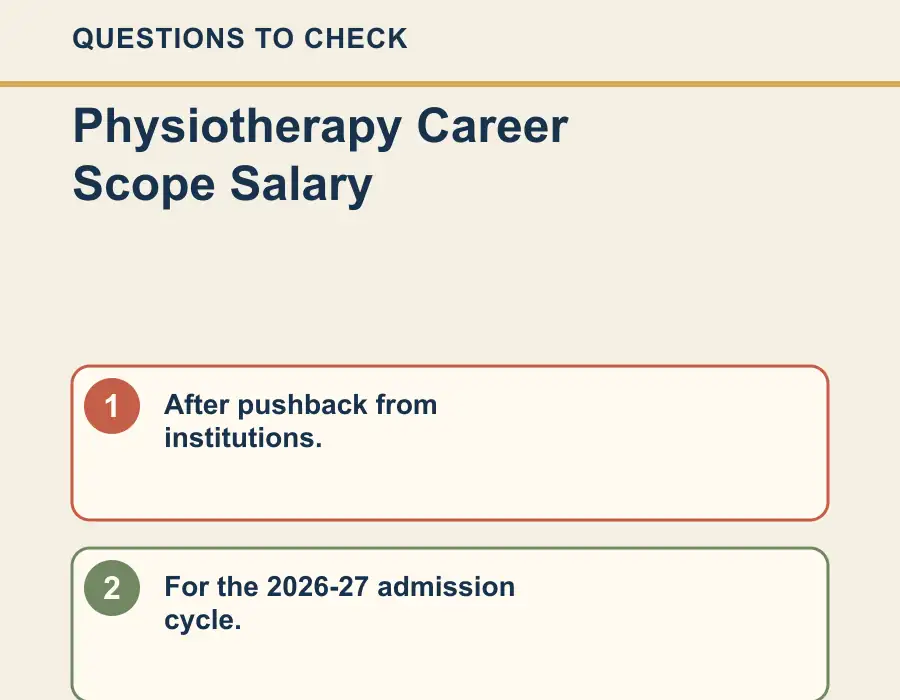 QUESTIONS TO CHECK
Physiotherapy Career
Scope Salary
1
After pushback from
institutions.
2
For the 2026-27 admission
cycle.